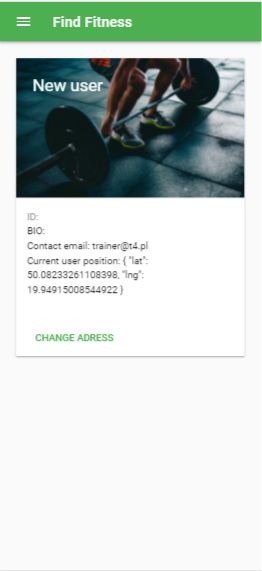 Find Fitness
New user
ID:
BIO:
Contact email: trainer@t4.pl
Current user position: { "lat":
50.08233261108398, "lng":
19.94915008544922 }
CHANGE ADRESS